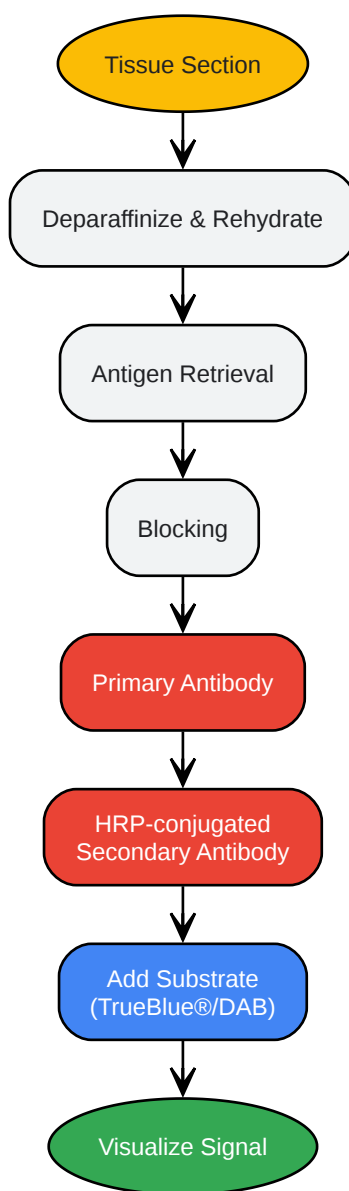 Tissue Section
Deparaffinize & Rehydrate
Antigen Retrieval
Blocking
Primary Antibody
HRP-conjugated
Secondary Antibody
Add Substrate
(TrueBlue®/DAB)
Visualize Signal